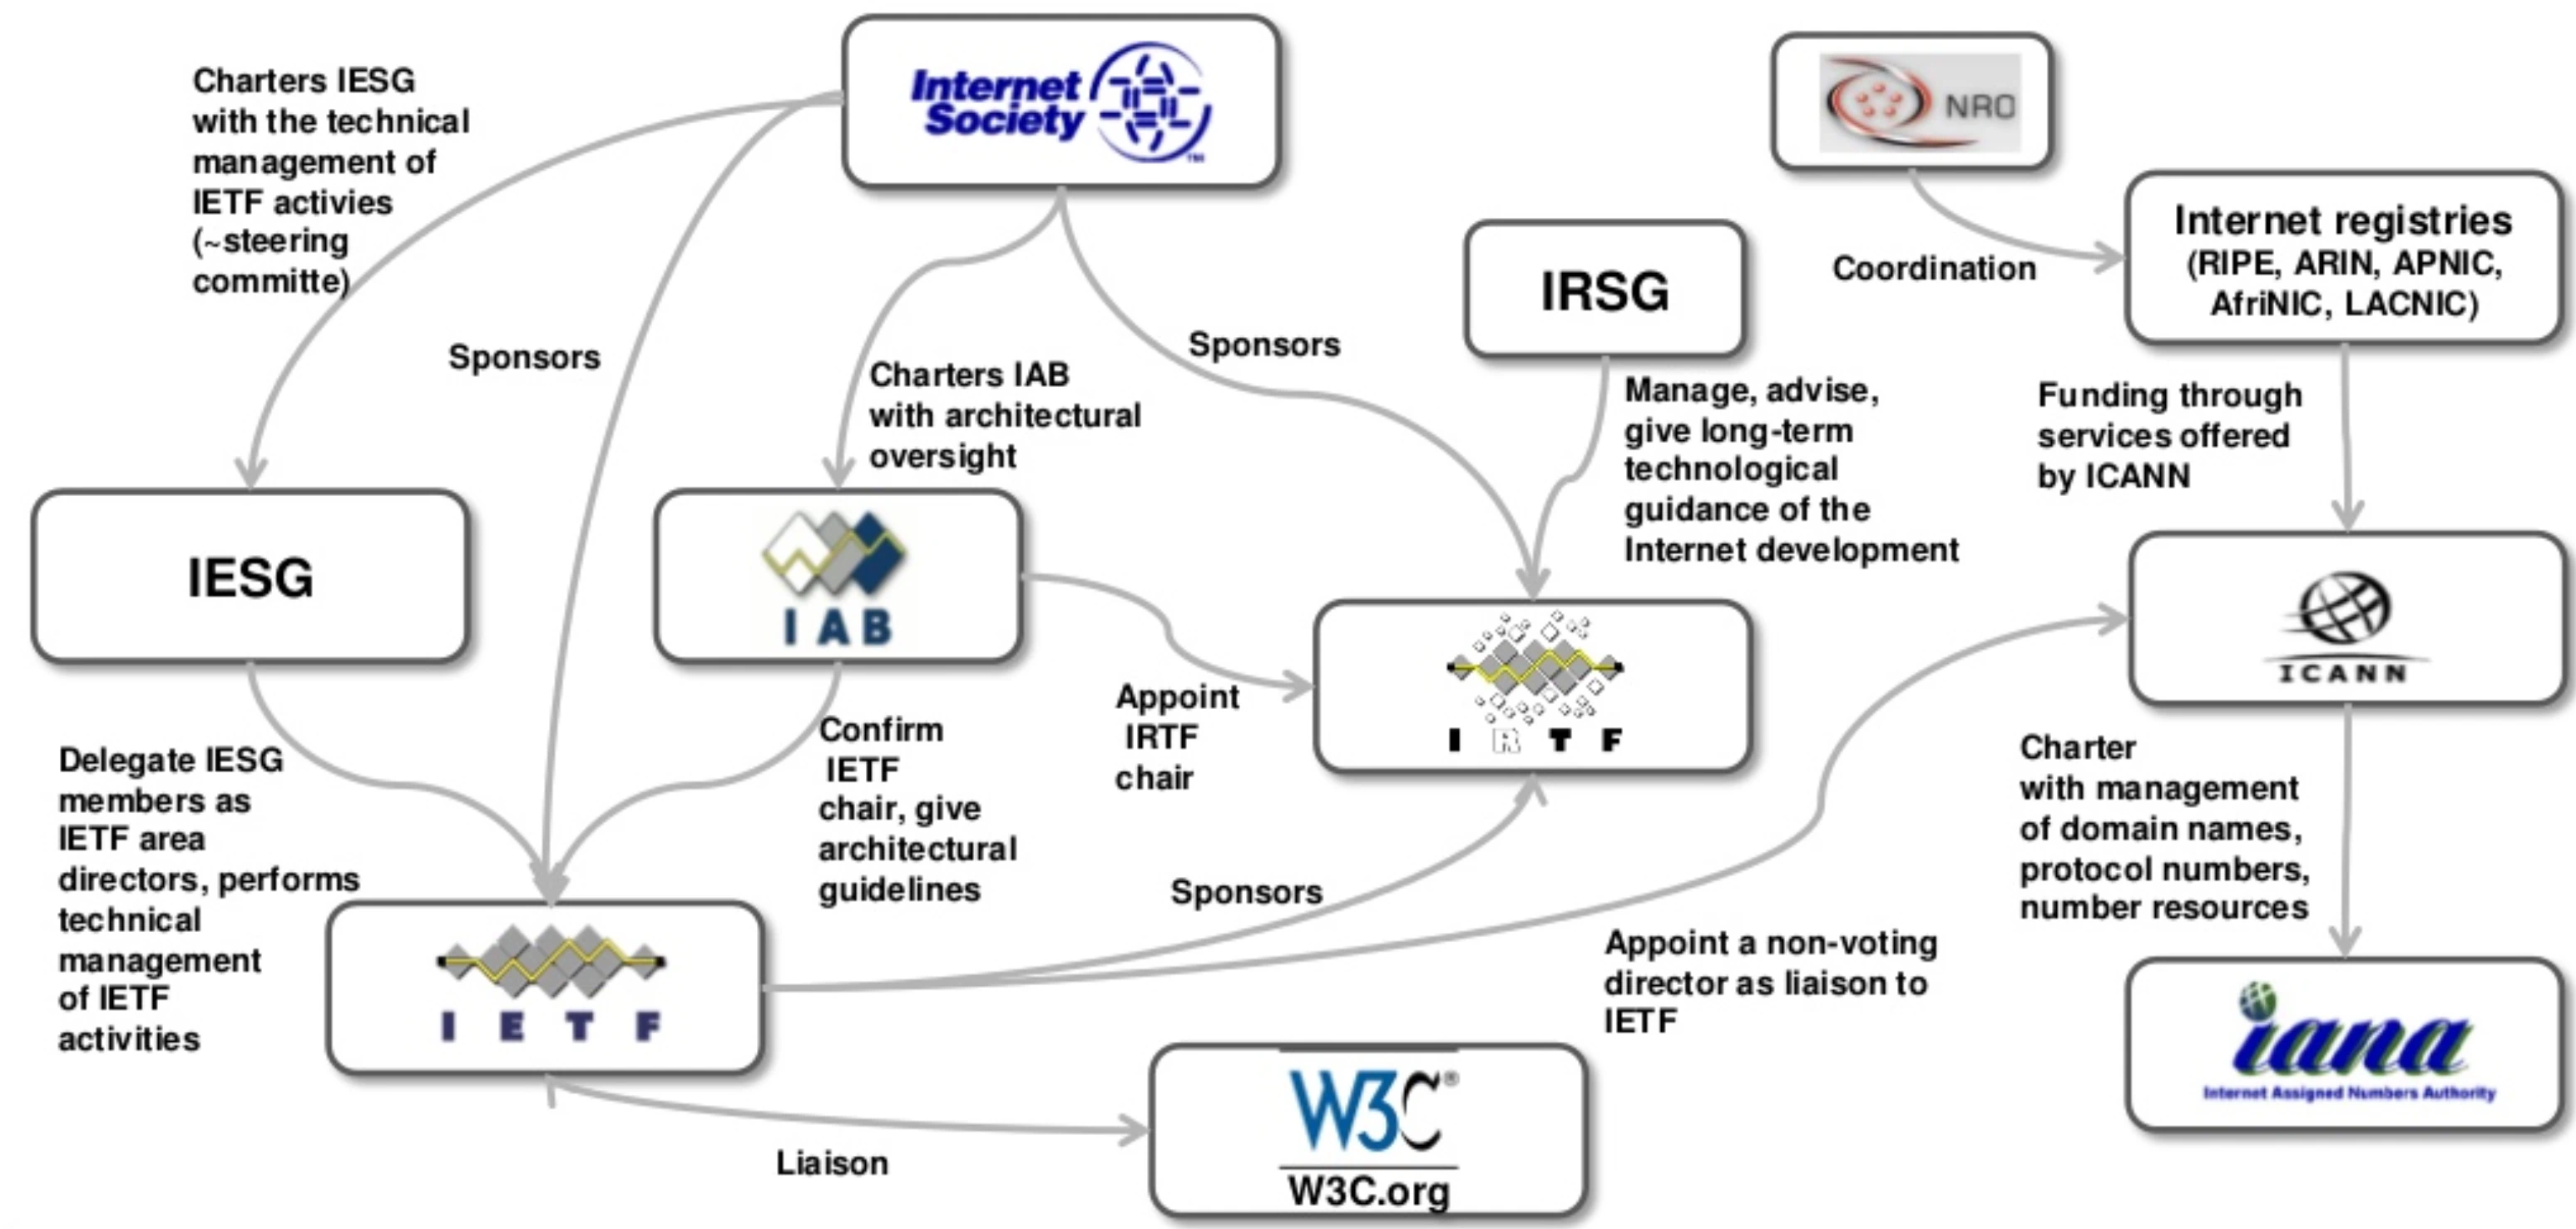 Charters IESG
with the technical
management of
IETF activies
(~steering
committe)
Internet
Society
TM
NRO
Internet registries
(RIPE, ARIN, APNIC,
AfriNIC, LACNIC)
Coordination
IRSG
Sponsors
Sponsors
Charters IAB
with architectural
oversight
Manage, advise,
give long-term
technological
guidance of the
Internet development
Funding through
services offered
by ICANN
IESG
I A B
I R T F
ICANN
Delegate IESG
members as
IETF area
directors, performs
technical
management
of IETF
activities
Confirm
IETF
chair, give
architectural
guidelines
Appoint
IRTF
chair
Charter
with management
of domain names,
protocol numbers,
number resources
Sponsors
Appoint a non-voting
director as liaison to
IETF
I E T F
iana
Internet Assigned Numbers Authority
W3C®
W3C.org
Liaison